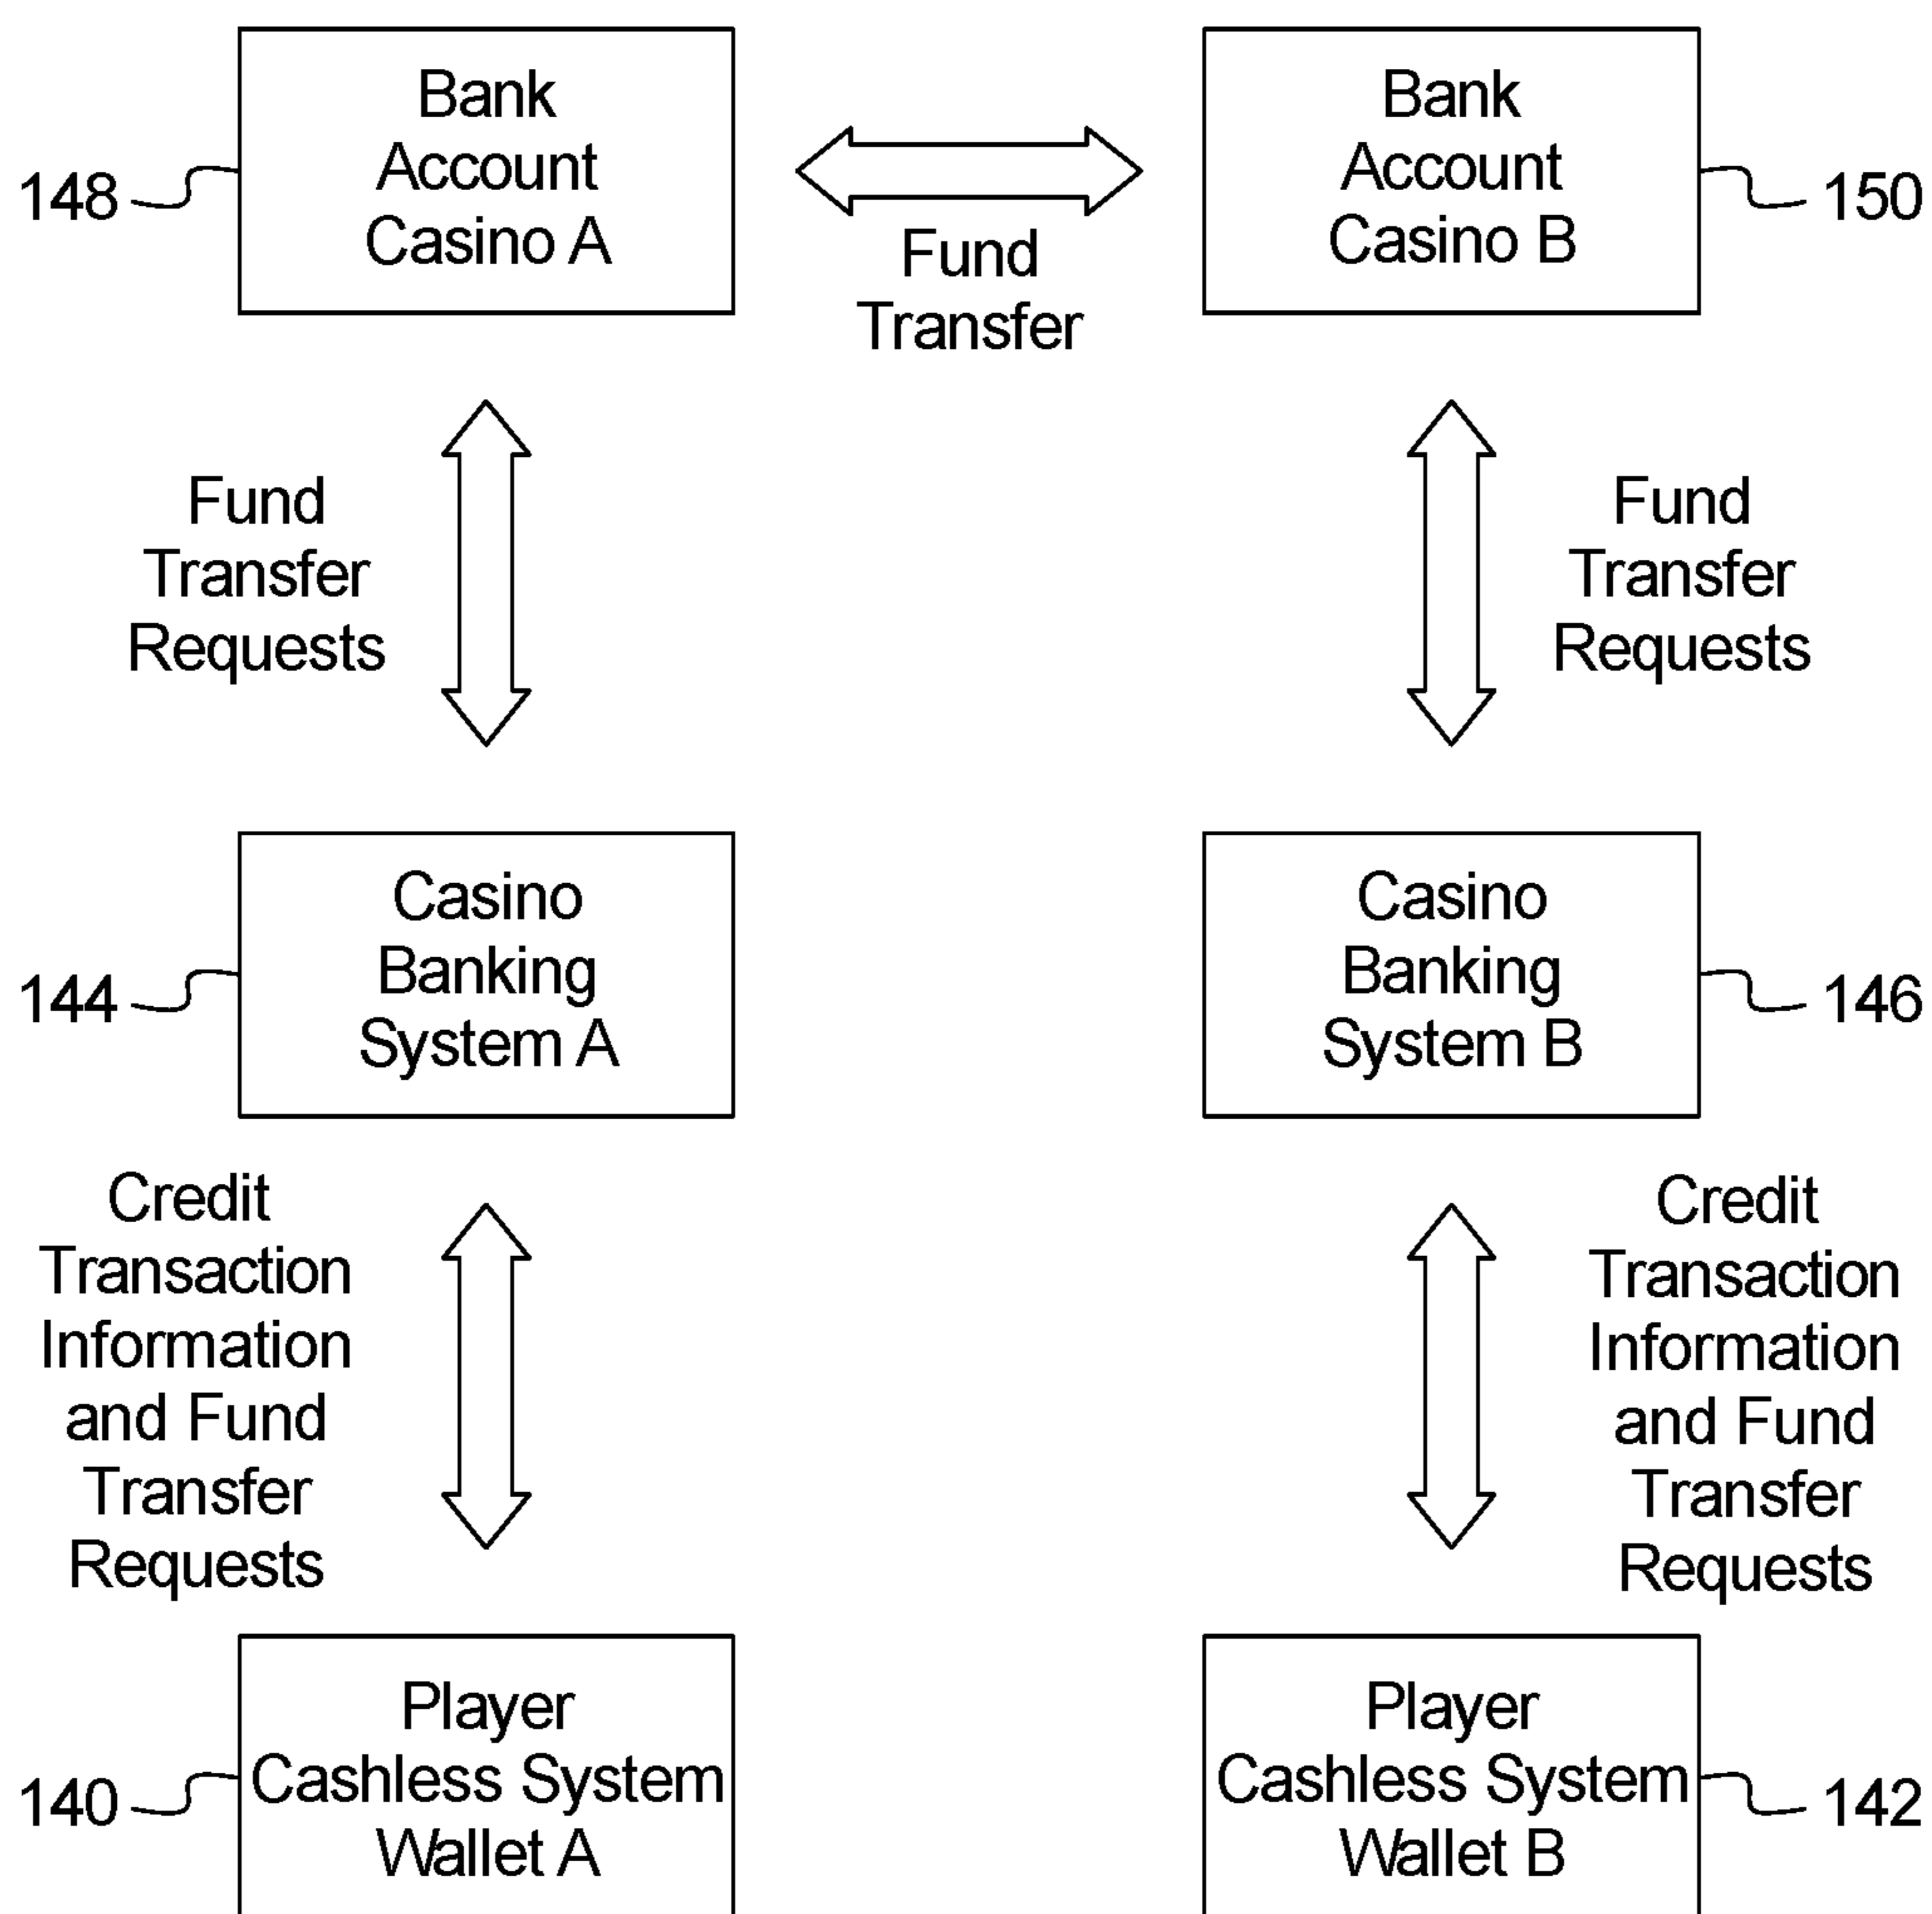 Bank
Account
Casino A
148
Fund
Transfer
Bank
Account
Casino B
150
Fund
Transfer
Requests
Fund
Transfer
Requests
Casino
Banking
System A
144
Casino
Banking
System B
146
Credit
Transaction
Information
and Fund
Transfer
Requests
Credit
Transaction
Information
and Fund
Transfer
Requests
Player
Cashless System
Wallet A
140
Player
Cashless System
Wallet B
142